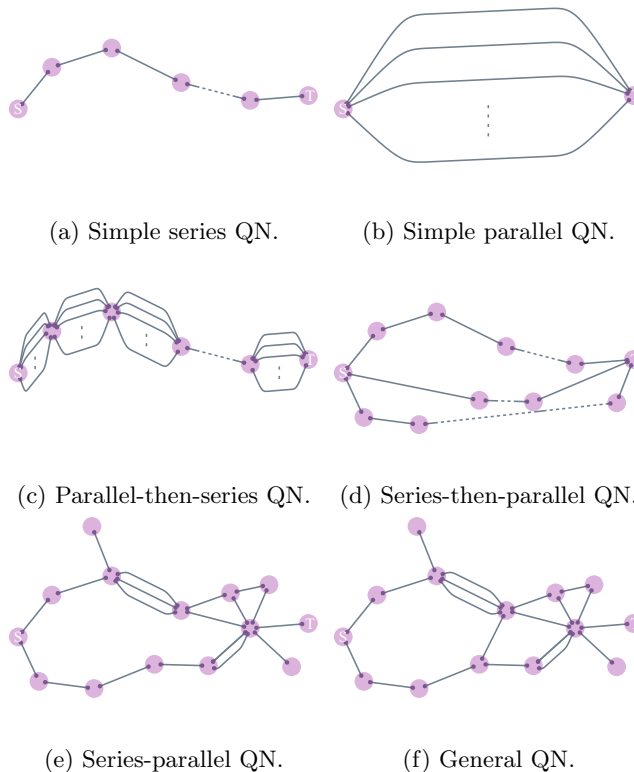 S
T
S
(a) Simple series QN.
(b) Simple parallel QN.
S
T
S
(c) Parallel-then-series QN.
(d) Series-then-parallel QN.
S
T
S
(e) Series-parallel QN.
(f) General QN.